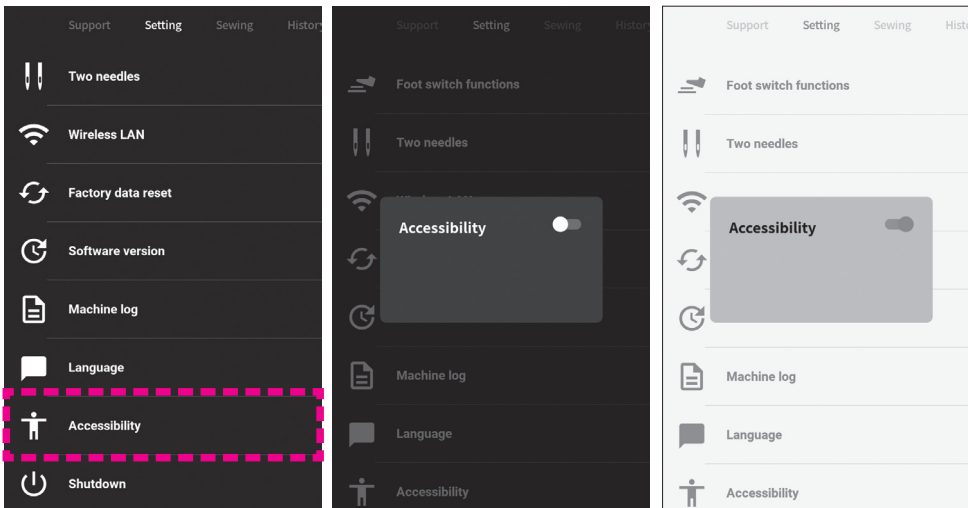 Support Setting Sewing History
Two needles
Wireless LAN
Factory data reset
Software version
Machine log
Language
Accessibility
Shutdown
Support Setting Sewing Histor
Foot switch functions
Two needles
Accessibility
Machine log
Language
Accessibility
Support Setting Sewing Histo
Foot switch functions
Two needles
Accessibility
Machine log
Language
Accessibility